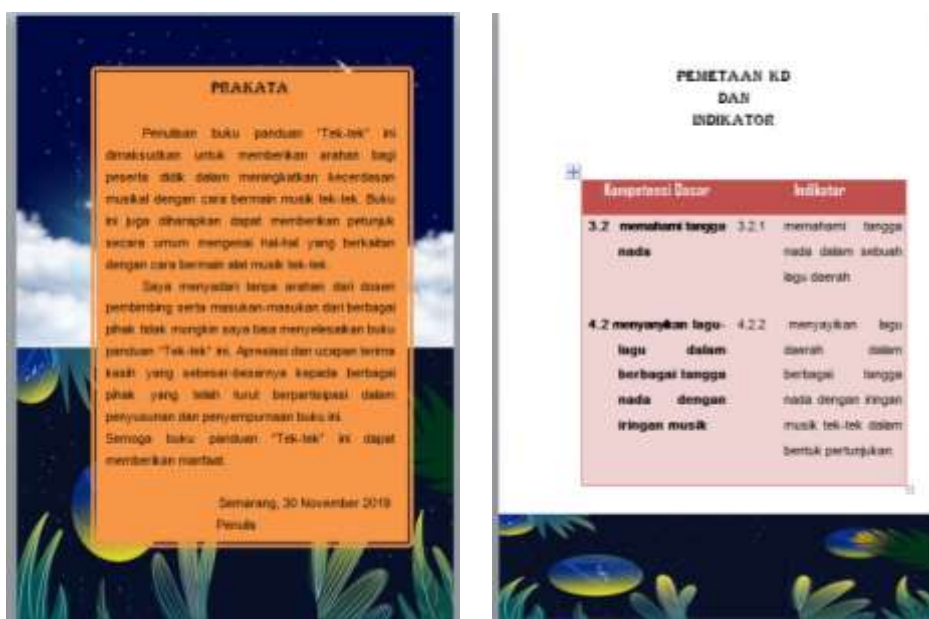 PRAKATA
Penulisan buku panduan "Tek-tek" ini
dimaksudkan untuk memberikan arahan bagi
peserta didik dalam meningkatkan kecerdasan
musikal dengan cara bermain musik tek-tek. Buku
ini juga diharapkan dapat memberikan petunjuk
secara umum mengenai hal-hal yang berkaitan
dengan cara bermain alat musik tek-tek.
Saya menyadari tanpa arahan dari dosen
pembimbing serta masukan-masukan dari berbagai
pihak tidak mungkin saya bisa menyelesaikan buku
panduan "Tek-tek" ini. Apresiasi dan ucapan terima
kasih yang sebesar-besarnya kepada berbagai
pihak yang telah turut berpartisipasi dalam
penyusunan dan penyempurnaan buku ini.
Semoga buku panduan "Tek-tek" ini dapat
memberikan manfaat.
Semarang, 30 November 2019
Penulis
PEMETAAN KD
DAN
INDIKATOR
Kompetensi Dasar Indikator
3.2 memahami tangga 3.2.1 memahami tangga
nada nada dalam sebuah
lagu daerah
4.2 menyanyikan lagu- 4.2.2 menyayikan lagu
lagu dalam daerah dalam
berbagai tangga berbagai tangga
nada dengan nada dengan iringan
iringan musik musik tek-tek dalam
bentuk pertunjukan